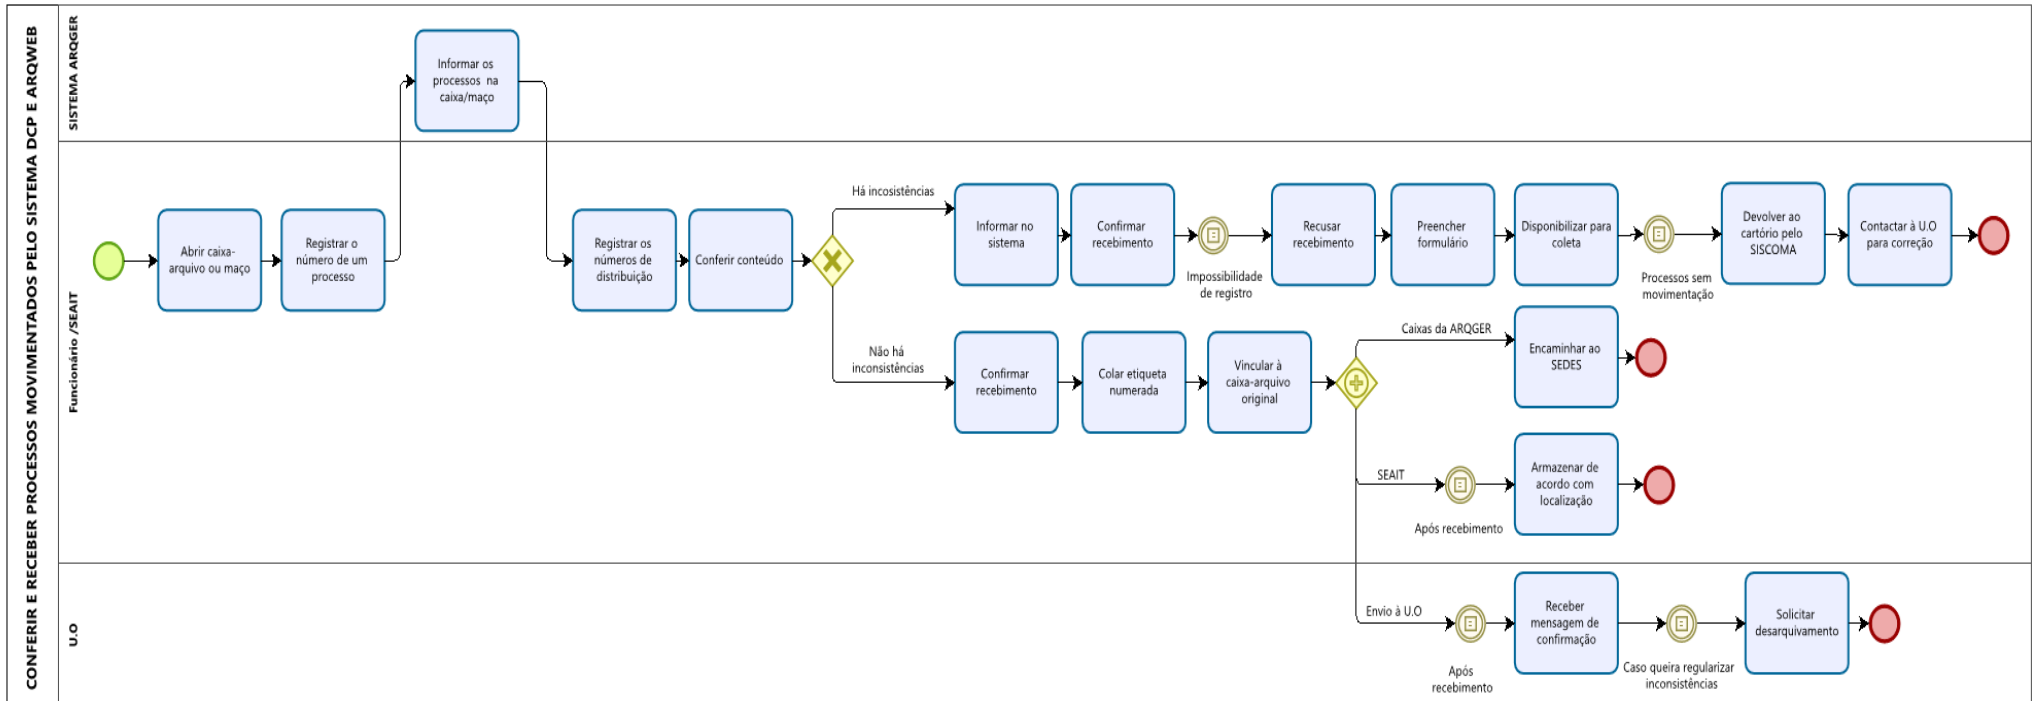 CONFERIR E RECEBER PROCESSOS MOVIMENTADOS PELO SISTEMA DCP E ARQWEB
SISTEMA ARQGER
Informar os
processos na
caixa/maço
Funcionário /SEAIT
Abrir caixa-
arquivo ou maço
Registrar o
número de um
processo
Registrar os
números de
distribuição
Conferir conteúdo
Há incosistências
Informar no
sistema
Confirmar
recebimento
Impossibilidade
de registro
Recusar
recebimento
Preencher
formulário
Disponibilizar para
coleta
Processos sem
movimentação
Devolver ao
cartório pelo
SISCOMA
Contactar à U.O
para correção
Não há
inconsistências
Confirmar
recebimento
Colar etiqueta
numerada
Vincular à
caixa-arquivo
original
Caixas da ARQGER
Encaminhar ao
SEDES
SEAIT
Após recebimento
Armazenar de
acordo com
localização
U.O
Envio à U.O
Após
recebimento
Receber
mensagem de
confirmação
Caso queira regularizar
inconsistências
Solicitar
desarquivamento